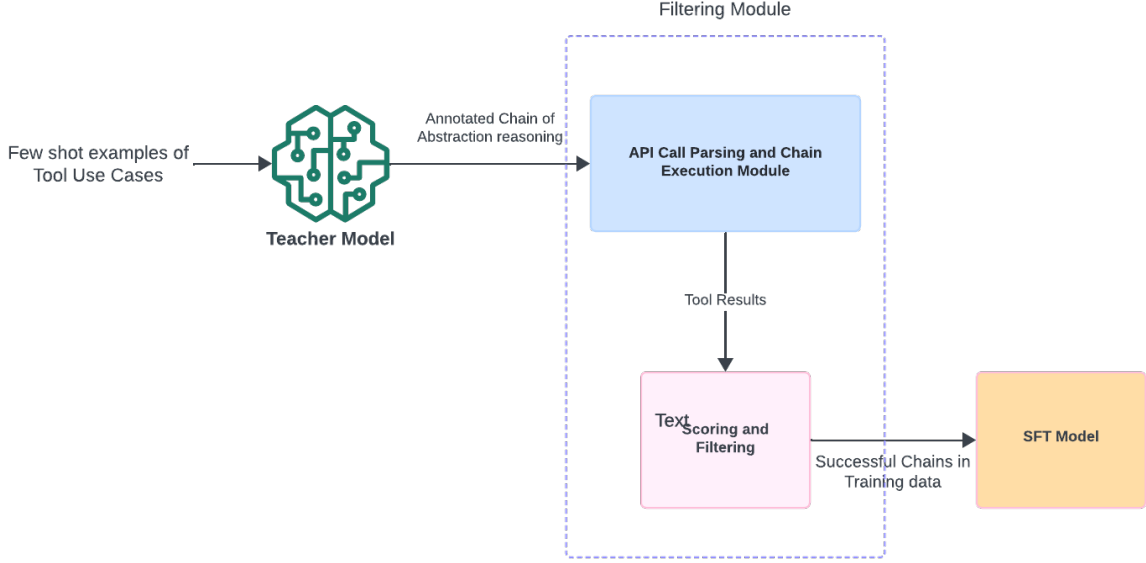 Filtering Module
Few shot examples of
Tool Use Cases
Teacher Model
Annotated Chain of
Abstraction reasoning
API Call Parsing and Chain
Execution Module
Tool Results
Text
Scoring and
Filtering
Successful Chains in
Training data
SFT Model